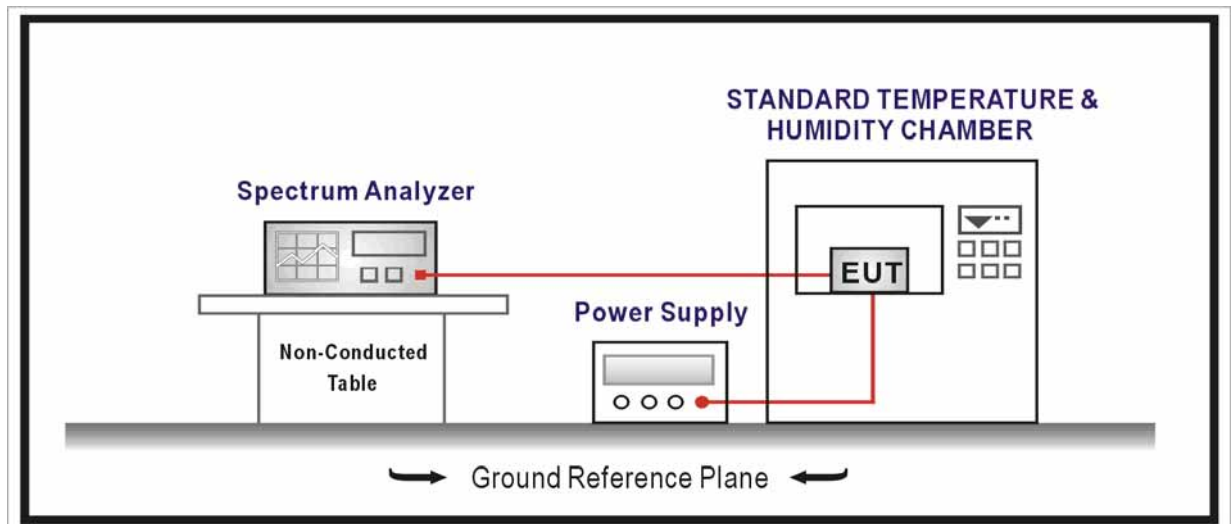 STANDARD TEMPERATURE &
HUMIDITY CHAMBER
Spectrum Analyzer
EUT
Power Supply
Non-Conducted
Table
Ground Reference Plane